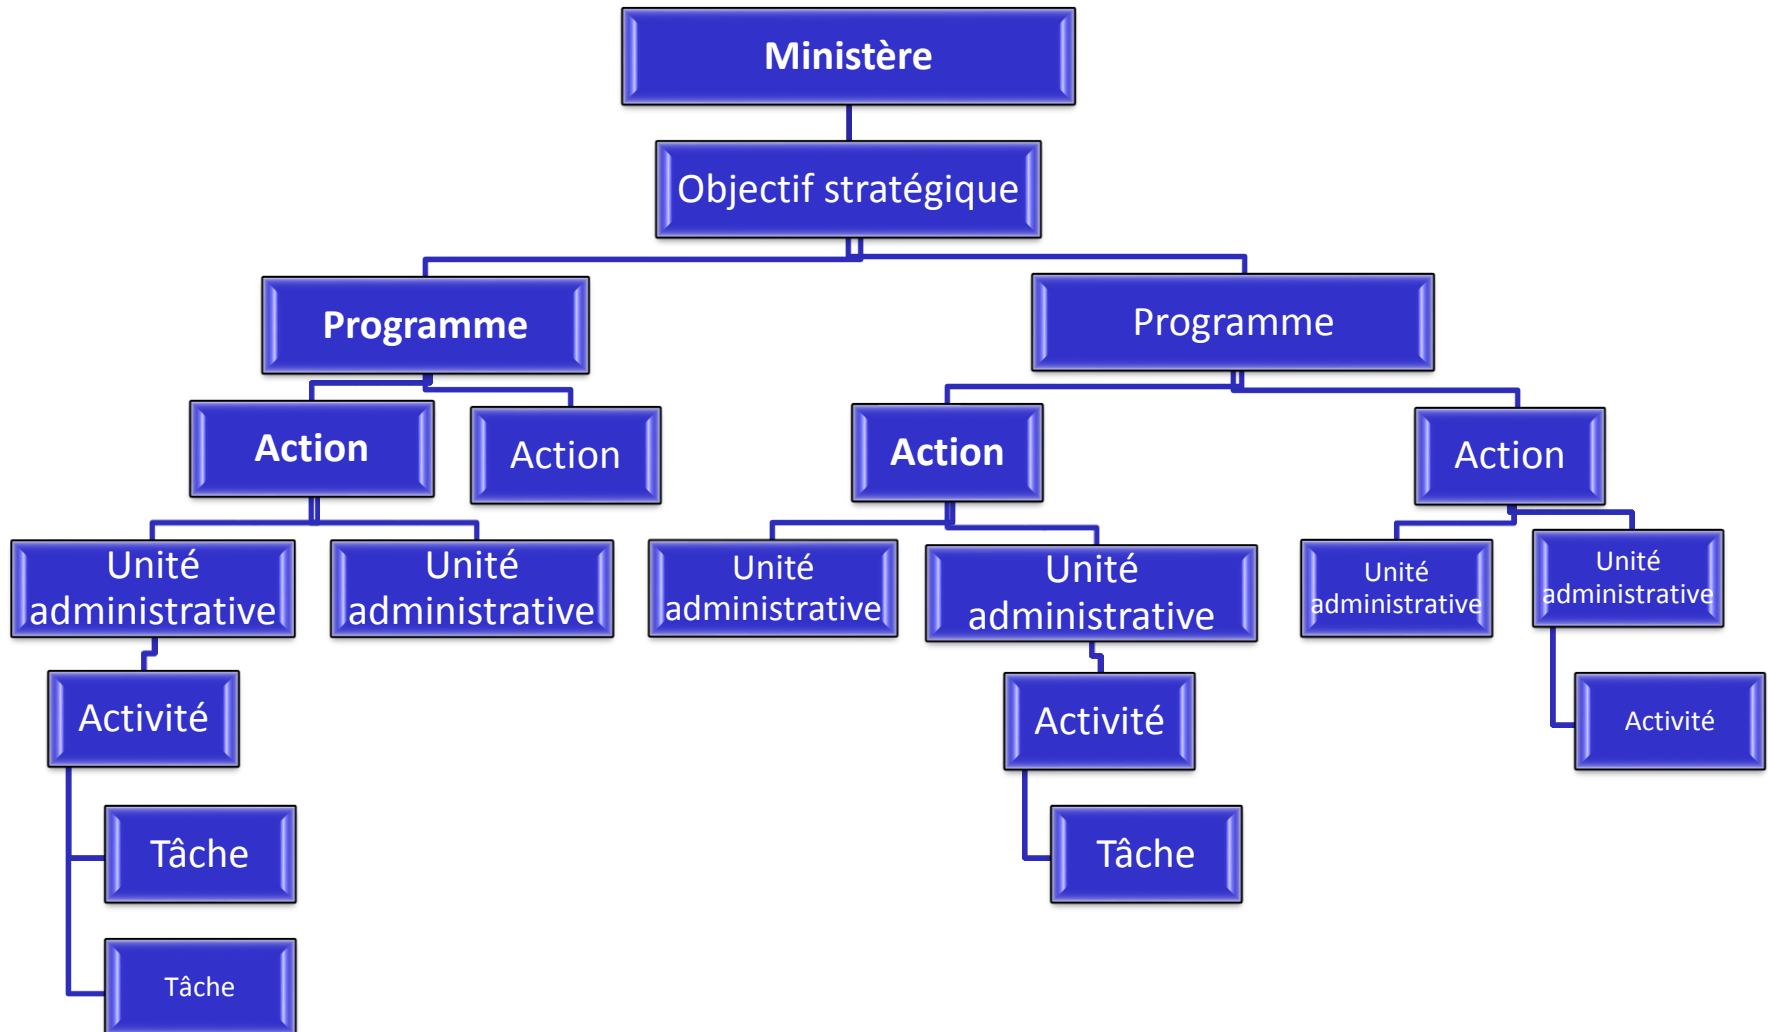 Ministère
Objectif stratégique
Programme
Programme
Action
Action
Action
Action
Unité
administrative
Unité
administrative
Unité
administrative
Unité
administrative
Unité
administrative
Unité
administrative
Activité
Activité
Activité
Tâche
Tâche
Tâche